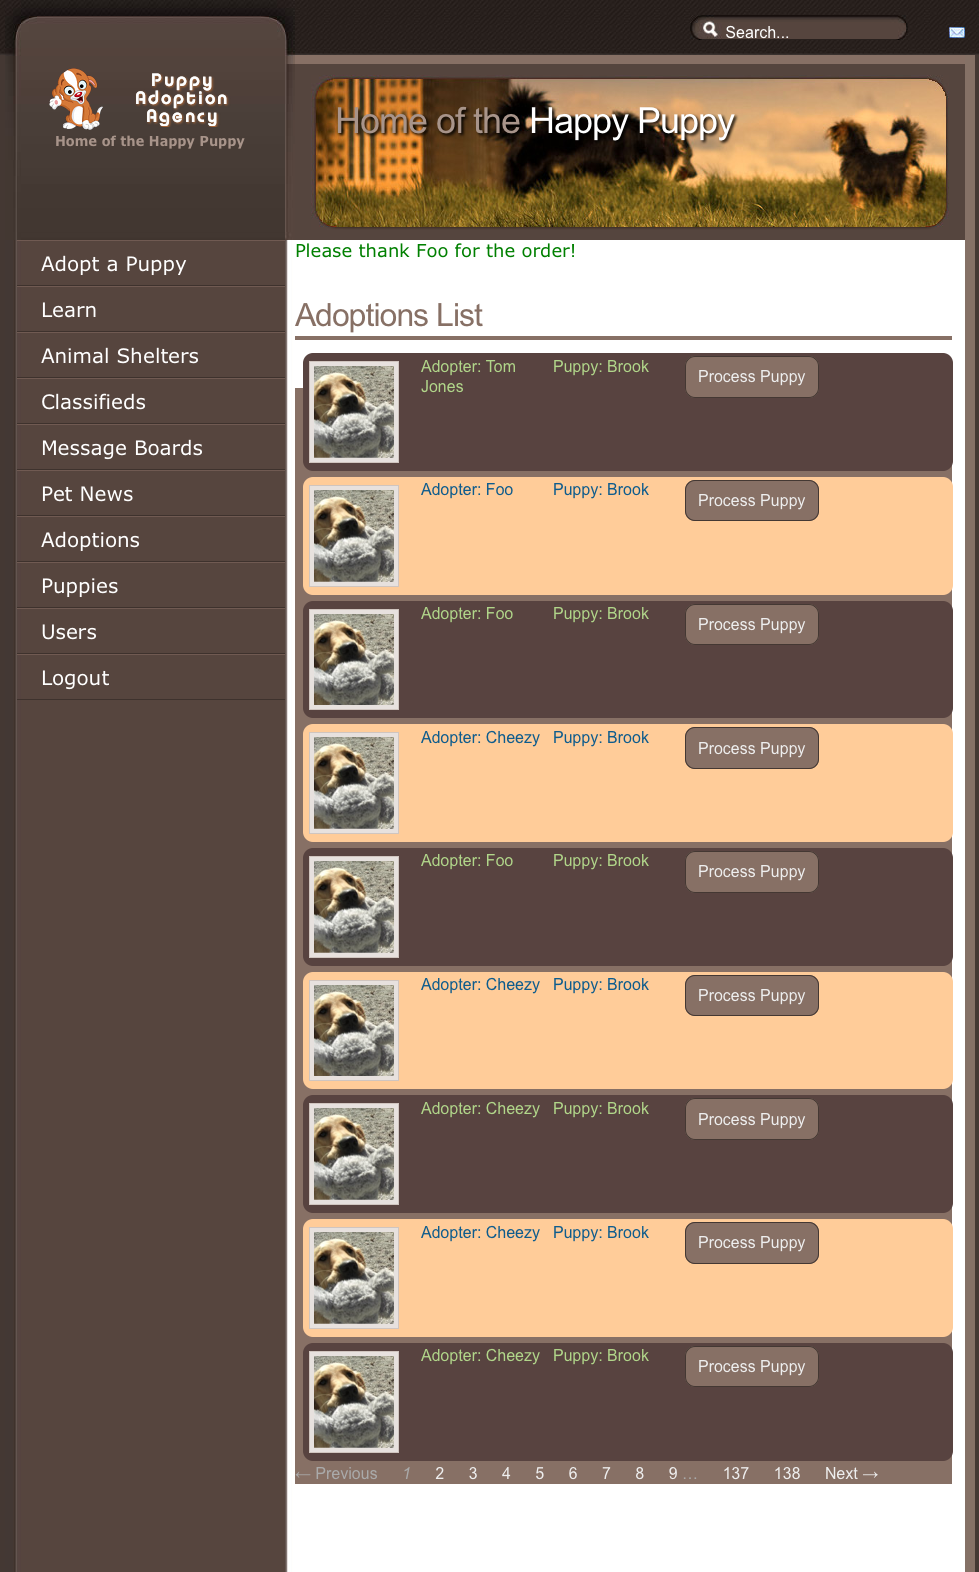 Search...
Puppy
Adoption
Agency
Home of the Happy Puppy
Home of the Happy Puppy
Adopt a Puppy
Learn
Animal Shelters
Classifieds
Message Boards
Pet News
Adoptions
Puppies
Users
Logout
Please thank Foo for the order!
Adoptions List
Adopter: Tom Jones Puppy: Brook Process Puppy
Adopter: Foo Puppy: Brook Process Puppy
Adopter: Foo Puppy: Brook Process Puppy
Adopter: Cheezy Puppy: Brook Process Puppy
Adopter: Foo Puppy: Brook Process Puppy
Adopter: Cheezy Puppy: Brook Process Puppy
Adopter: Cheezy Puppy: Brook Process Puppy
Adopter: Cheezy Puppy: Brook Process Puppy
Adopter: Cheezy Puppy: Brook Process Puppy
← Previous 1 2 3 4 5 6 7 8 9 … 137 138 Next →